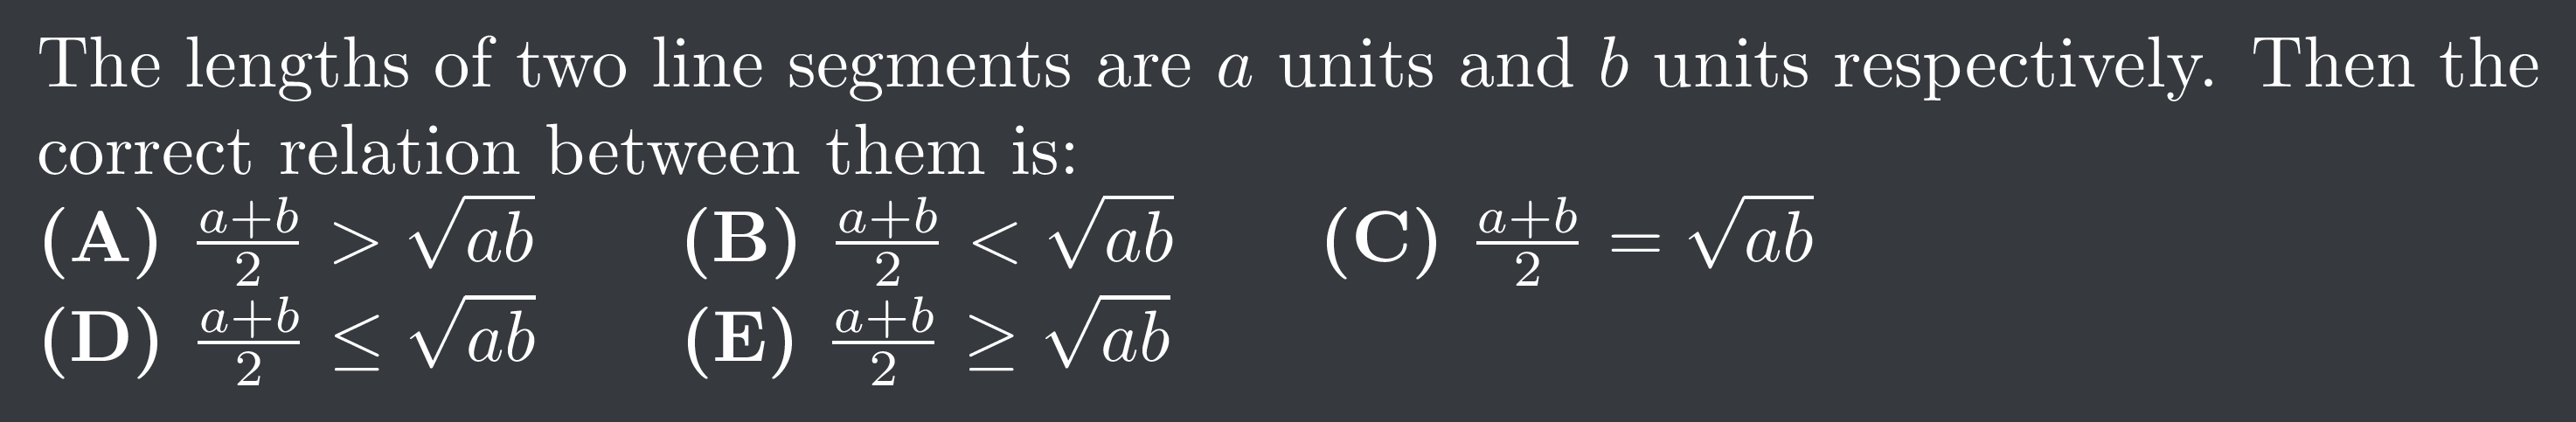 The lengths of two line segments are $a$ units and $b$ units respectively. Then the
correct relation between them is:
(A) $\frac{a+b}{2} > \sqrt{ab}$ (B) $\frac{a+b}{2} < \sqrt{ab}$ (C) $\frac{a+b}{2} = \sqrt{ab}$
(D) $\frac{a+b}{2} \leq \sqrt{ab}$ (E) $\frac{a+b}{2} \geq \sqrt{ab}$